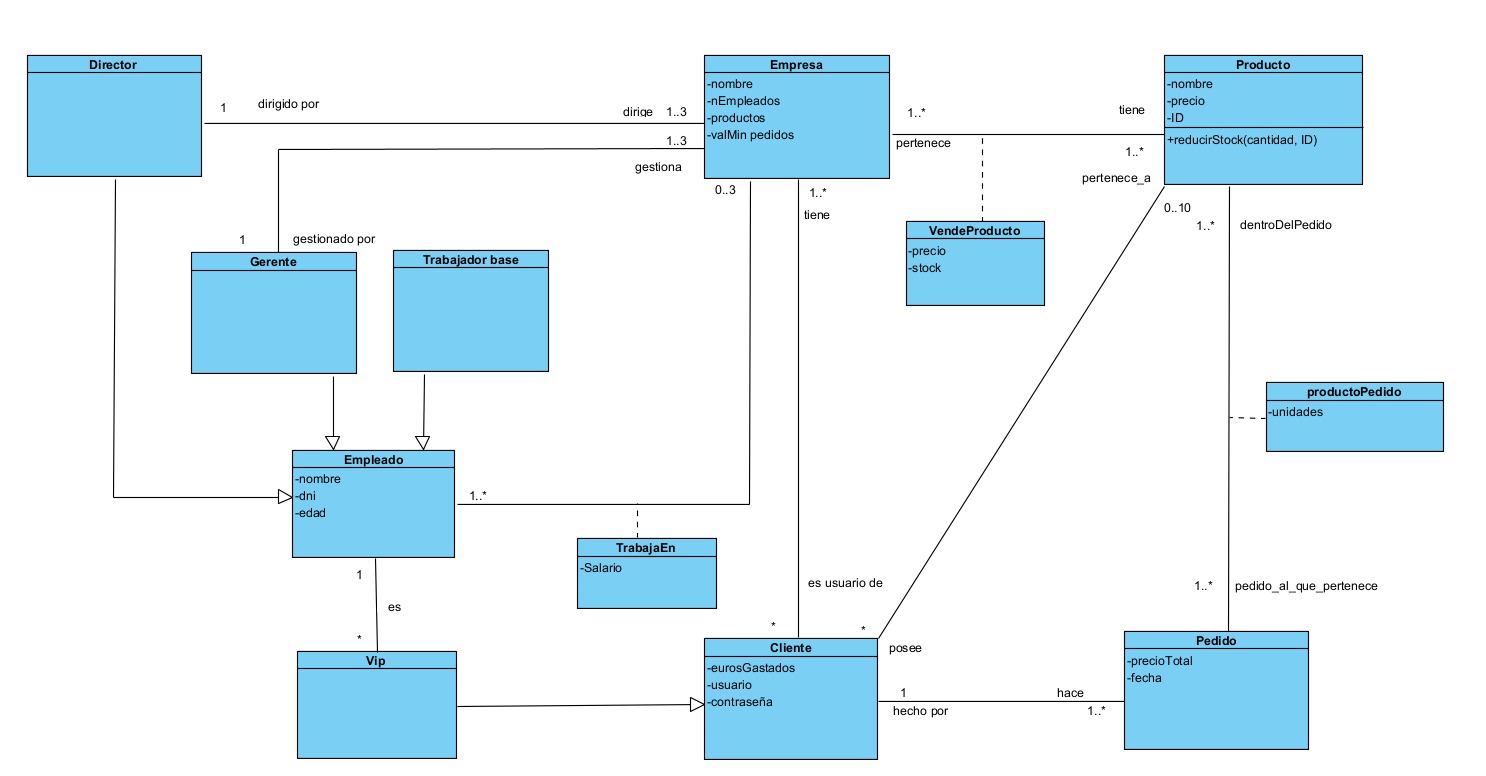 Director
1
dirigido por
dirige
1..3
Empresa
-nombre
-nEmpleados
-productos
-valMin pedidos
1..3
gestiona
0..3
1..*
tiene
1..*
pertenece
tiene
1..*
pertenece_a
Producto
-nombre
-precio
-ID
+reducirStock(cantidad, ID)
0..10
1..*
dentroDelPedido
VendeProducto
-precio
-stock
1
gestionado por
Gerente
Trabajador base
productoPedido
-unidades
Empleado
-nombre
-dni
-edad
1..*
TrabajaEn
-Salario
1
es
*
es usuario de
*
*
1..*
pedido_al_que_pertenece
Vip
Cliente
-eurosGastados
-usuario
-contraseña
posee
1
hecho por
hace
1..*
Pedido
-precioTotal
-fecha